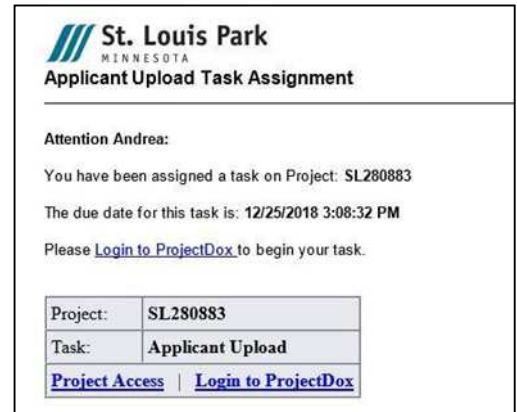 St. Louis Park
MINNESOTA
Applicant Upload Task Assignment
Attention Andrea:
You have been assigned a task on Project: SL280883
The due date for this task is: 12/25/2018 3:08:32 PM
Please Login to ProjectDox to begin your task.
Project: SL280883
Task: Applicant Upload
Project Access | Login to ProjectDox